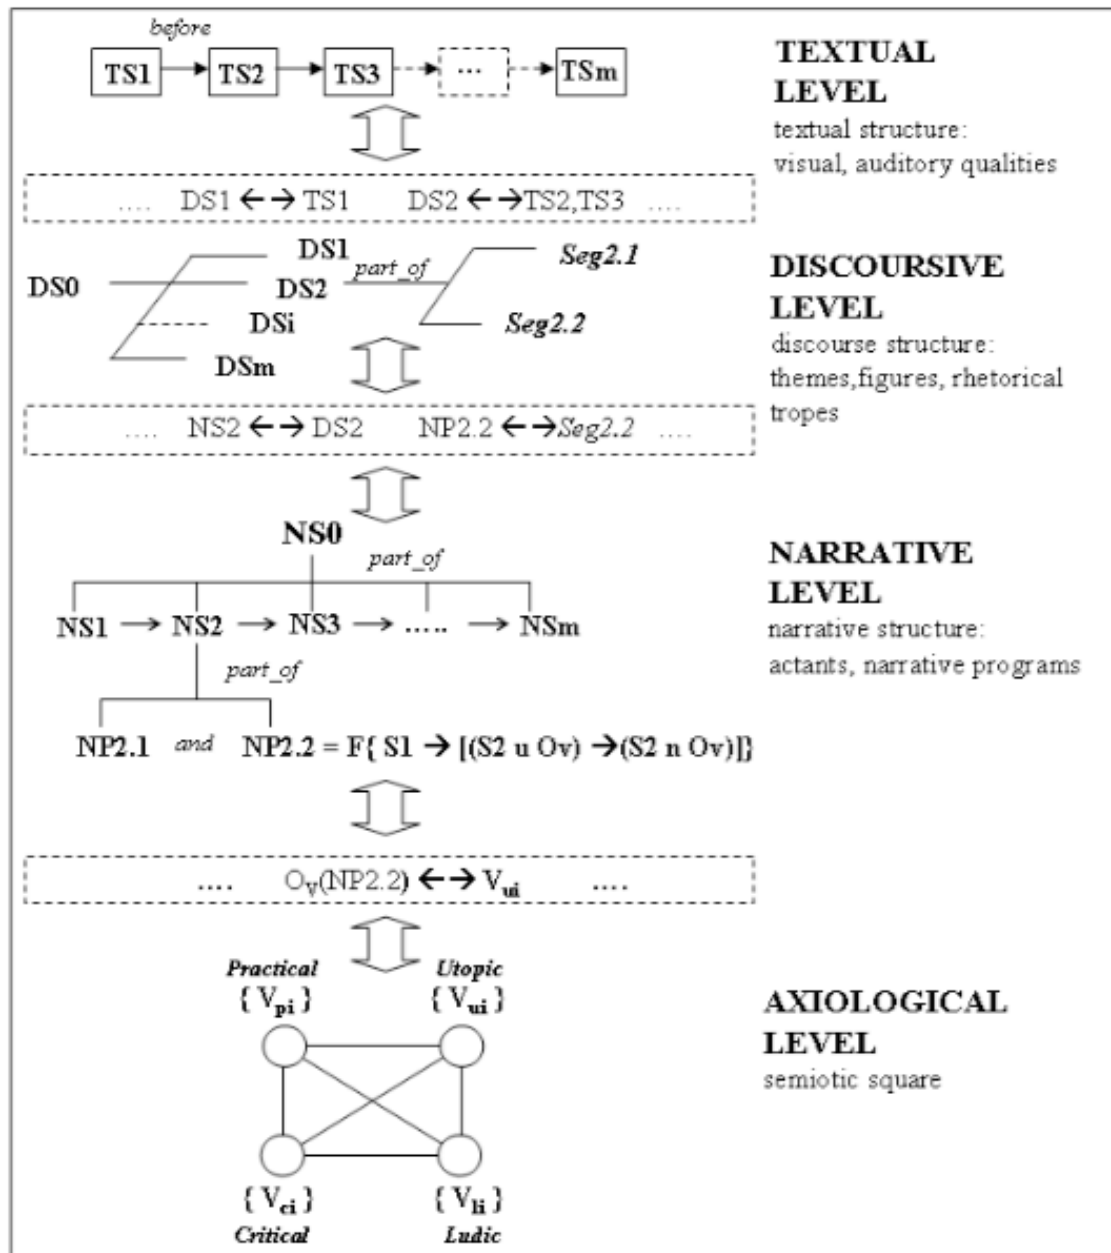 before
TS1 TS2 TS3 ... TSm
TEXTUAL
LEVEL
textual structure:
visual, auditory qualities
.... DS1 ←→ TS1 DS2 ←→TS2,TS3 ....
DS0
DS1
DS2
DSi
DSm
part_of
Seg2.1
Seg2.2
DISCOURSIVE
LEVEL
discourse structure:
themes,figures, rhetorical
tropes
.... NS2 ←→ DS2 NP2.2 ←→Seg2.2 ....
NS0
part_of
NS1 → NS2 → NS3 → ..... → NSm
part_of
NP2.1 and NP2.2 = F{ S1 → [(S2 u Ov) →(S2 n Ov)]}
NARRATIVE
LEVEL
narrative structure:
actants, narrative programs
.... Ov(NP2.2) ←→ Vui ....
Practical Utopic
{ Vpi } { Vui }
{ Vci } { Vli }
Critical Ludic
AXIOLOGICAL
LEVEL
semiotic square